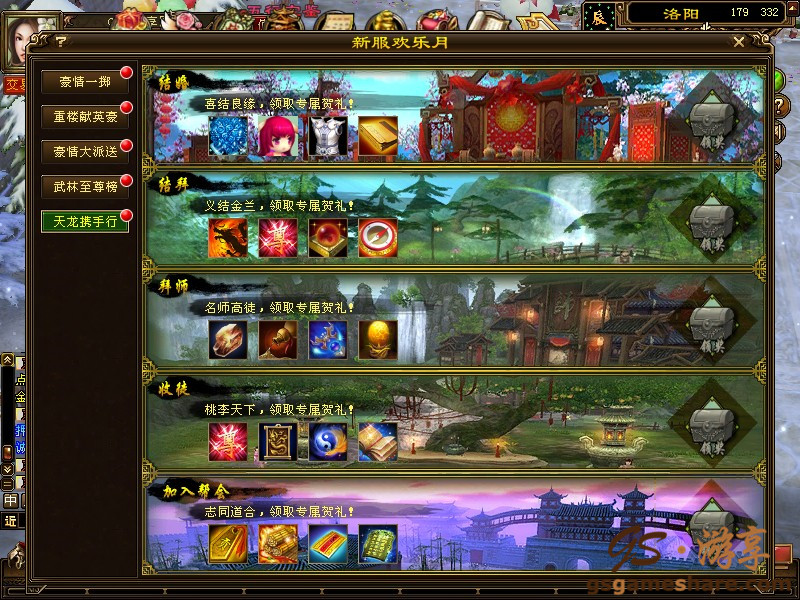 洛阳 179 332
辰
? 新服欢乐月 ×
豪情一掷
重楼献英豪
豪情大派送
武林至尊榜
天龙携手行
结婚
喜结良缘，领取专属贺礼！
领奖
结拜
义结金兰，领取专属贺礼！
尊
领奖
拜师
名师高徒，领取专属贺礼！
领奖
收徒
桃李天下，领取专属贺礼！
尊
领奖
加入帮会
志同道合，领取专属贺礼！
近
GS·游享
gsgameshare.com